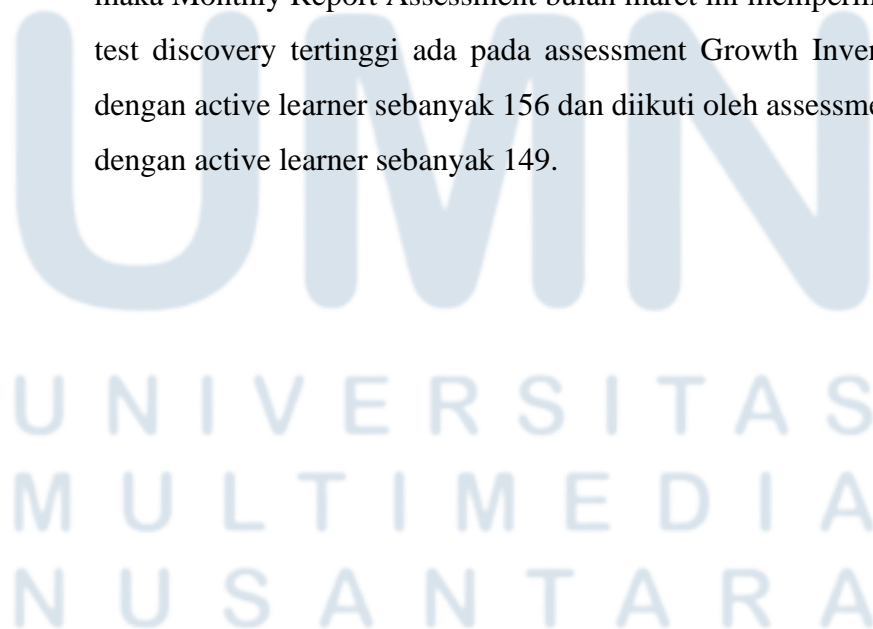 maka Monthly Report Assessment bulan maret ini
test discovery tertinggi ada pada assessment Growth
dengan active learner sebanyak 156 dan diikuti oleh
dengan active learner sebanyak 149.
UMN
UNIVERSITAS
MULTIMEDIA
NUSANTARA